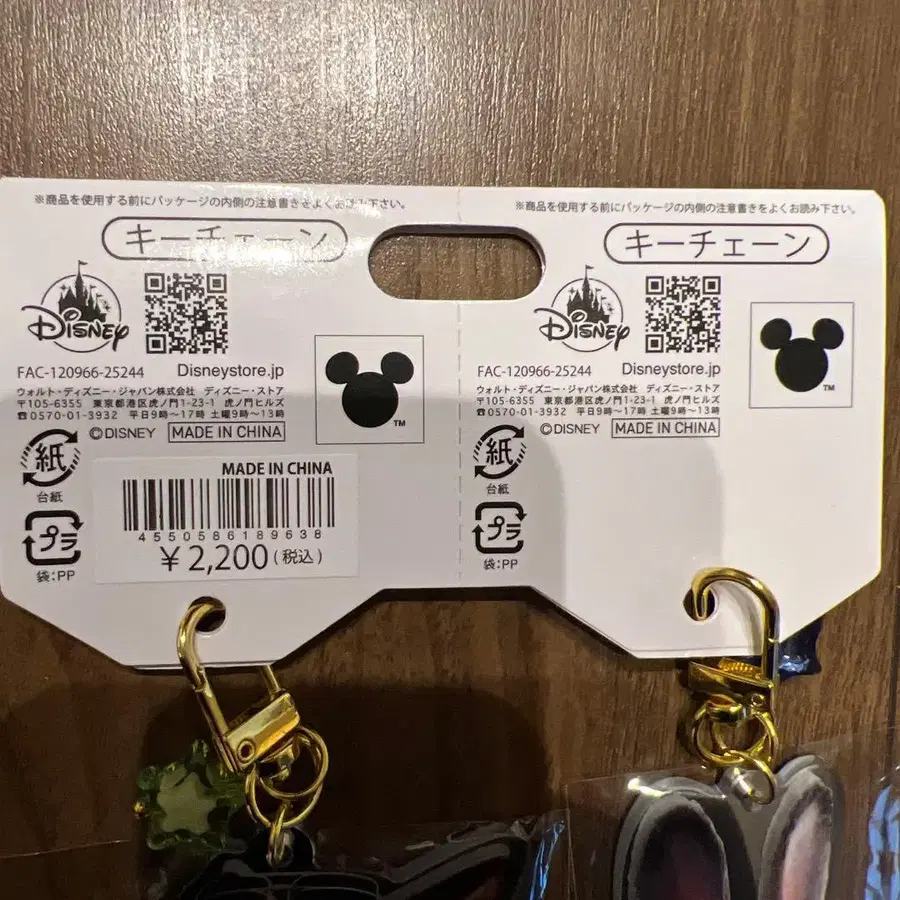 ※商品を使用する前にパッケージの内側の注意書きをよくお読み下さい。
キーチェーン
DISNEY
FAC-120966-25244 Disneystore.jp
ウォルト・ディズニー・ジャパン株式会社 ディズニー・ストア
〒105-6355 東京都港区虎ノ門1-23-1 虎ノ門ヒルズ
☎0570-01-3932 平日9時〜17時 土曜9時〜13時
©DISNEY MADE IN CHINA
TM
紙
台紙
プラ
袋:PP
MADE IN CHINA
4550586189638
¥2,200(税込)
※商品を使用する前にパッケージの内側の注意書きをよくお読み下さい。
キーチェーン
DISNEY
FAC-120966-25244 Disneystore.jp
ウォルト・ディズニー・ジャパン株式会社 ディズニー・ストア
〒105-6355 東京都港区虎ノ門1-23-1 虎ノ門ヒルズ
☎0570-01-3932 平日9時〜17時 土曜9時〜13時
©DISNEY MADE IN CHINA
TM
紙
台紙
プラ
袋:PP